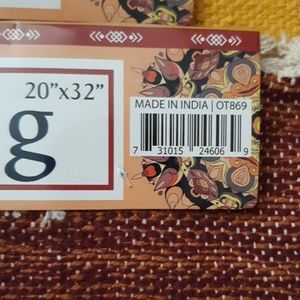 20”x32”
g
MADE IN INDIA | OT869
7 31015 24606 9